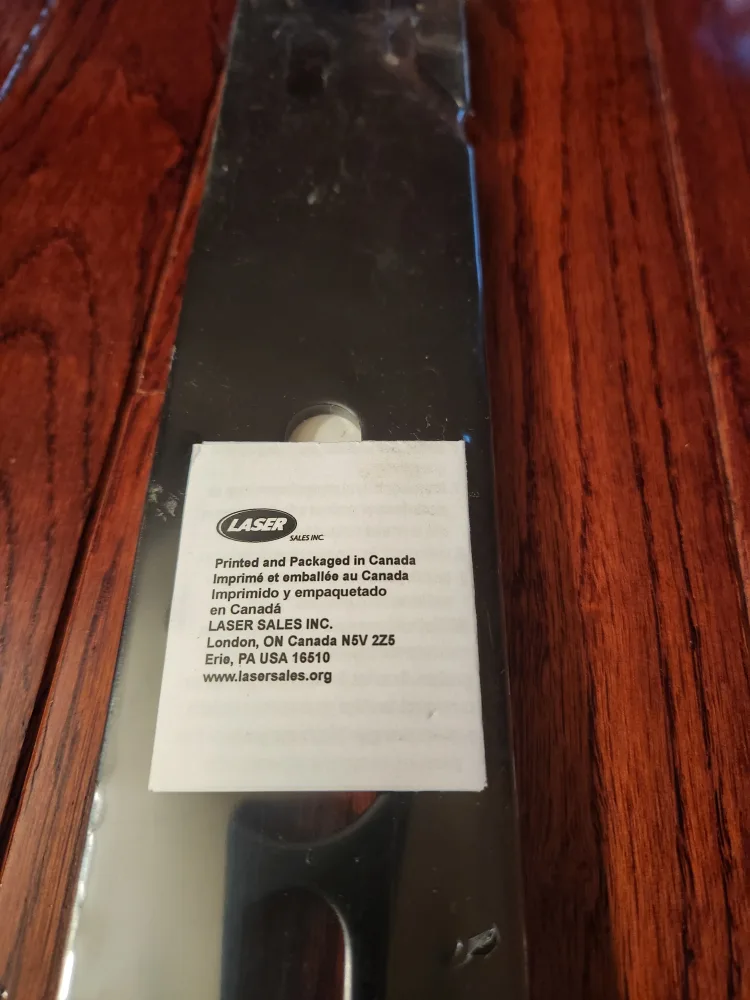 LASER
SALES INC.
Printed and Packaged in Canada
Imprimé et emballée au Canada
Imprimido y empaquetado
en Canadá
LASER SALES INC.
London, ON Canada N5V 2Z5
Erie, PA USA 16510
www.lasersales.org